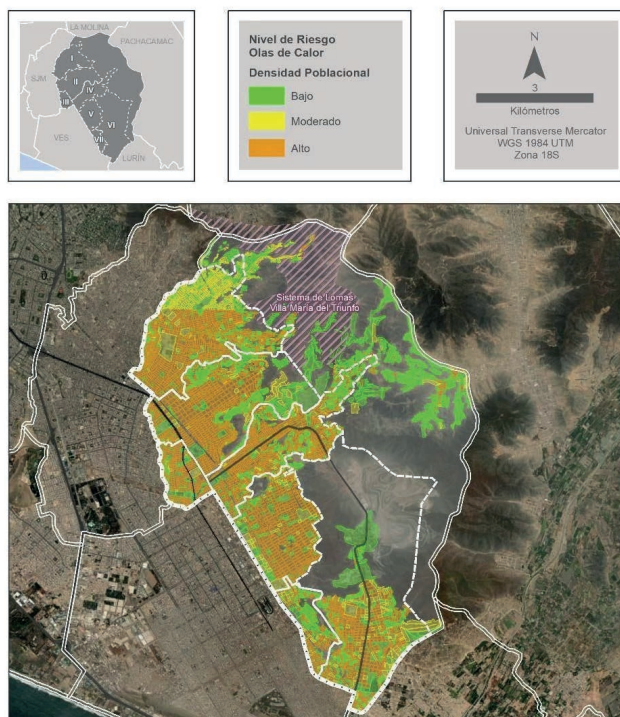 LA MOLINA
PACHACAMAC
SJM
I
II
IV
III
V
VI
VII
VES
LURÍN
Nivel de Riesgo
Olas de Calor
Densidad Poblacional
Bajo
Moderado
Alto
N
3
Kilómetros
Universal Transverse Mercator
WGS 1984 UTM
Zona 18S
Sistema de Lomas
Villa María del Triunfo